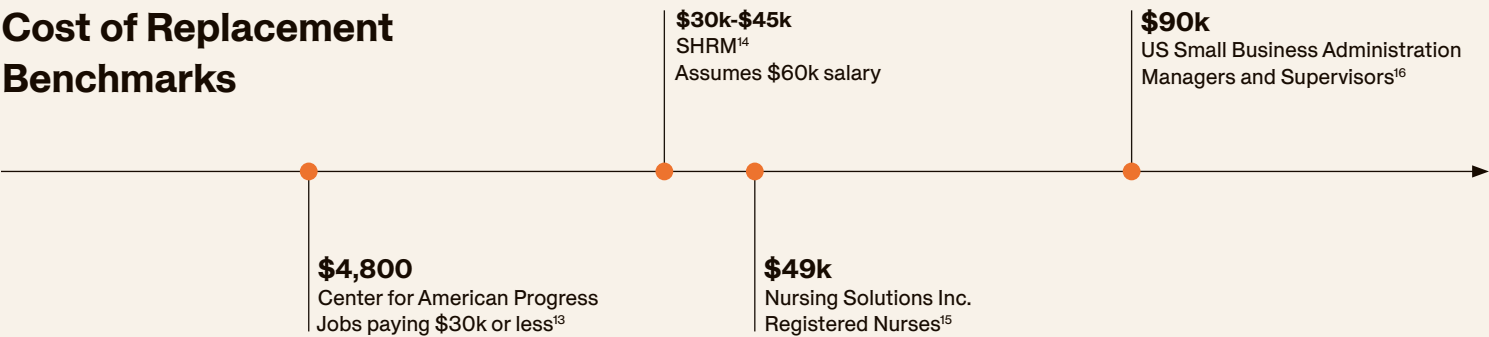 Cost of Replacement
Benchmarks
$30k-$45k
SHRM¹⁴
Assumes $60k salary
$90k
US Small Business Administration
Managers and Supervisors¹⁶
$4,800
Center for American Progress
Jobs paying $30k or less¹³
$49k
Nursing Solutions Inc.
Registered Nurses¹⁵